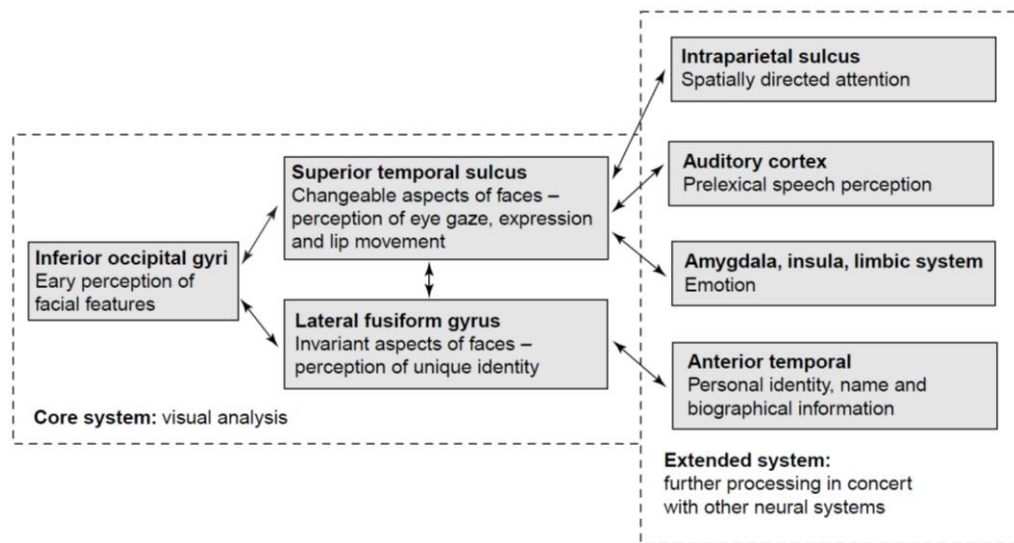 Inferior occipital gyri
Eary perception of
facial features
Superior temporal sulcus
Changeable aspects of faces –
perception of eye gaze, expression
and lip movement
Lateral fusiform gyrus
Invariant aspects of faces –
perception of unique identity
Core system: visual analysis
Intraparietal sulcus
Spatially directed attention
Auditory cortex
Prelexical speech perception
Amygdala, insula, limbic system
Emotion
Anterior temporal
Personal identity, name and
biographical information
Extended system:
further processing in concert
with other neural systems